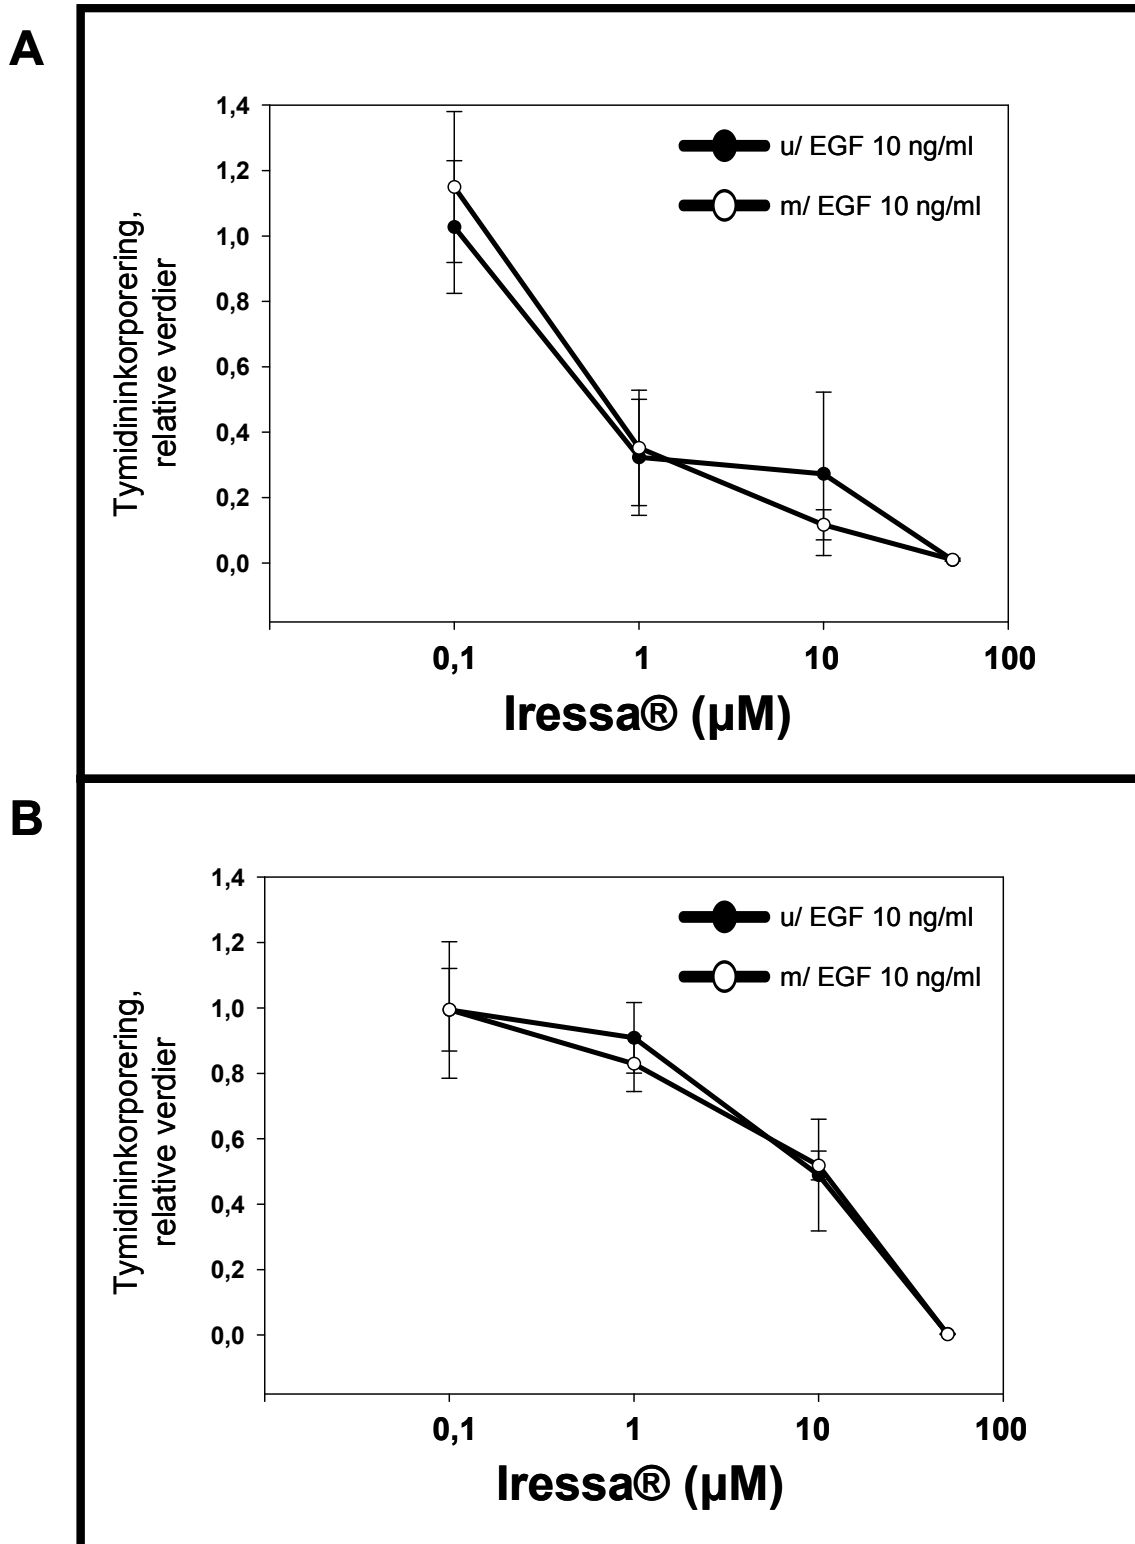 A
1,4
1,2
1,0
0,8
0,6
0,4
0,2
0,0
Tymidininkorporering,
relative verdier
u/ EGF 10 ng/ml
m/ EGF 10 ng/ml
0,1 1 10 100
Iressa® (µM)
B
1,4
1,2
1,0
0,8
0,6
0,4
0,2
0,0
Tymidininkorporering,
relative verdier
u/ EGF 10 ng/ml
m/ EGF 10 ng/ml
0,1 1 10 100
Iressa® (µM)